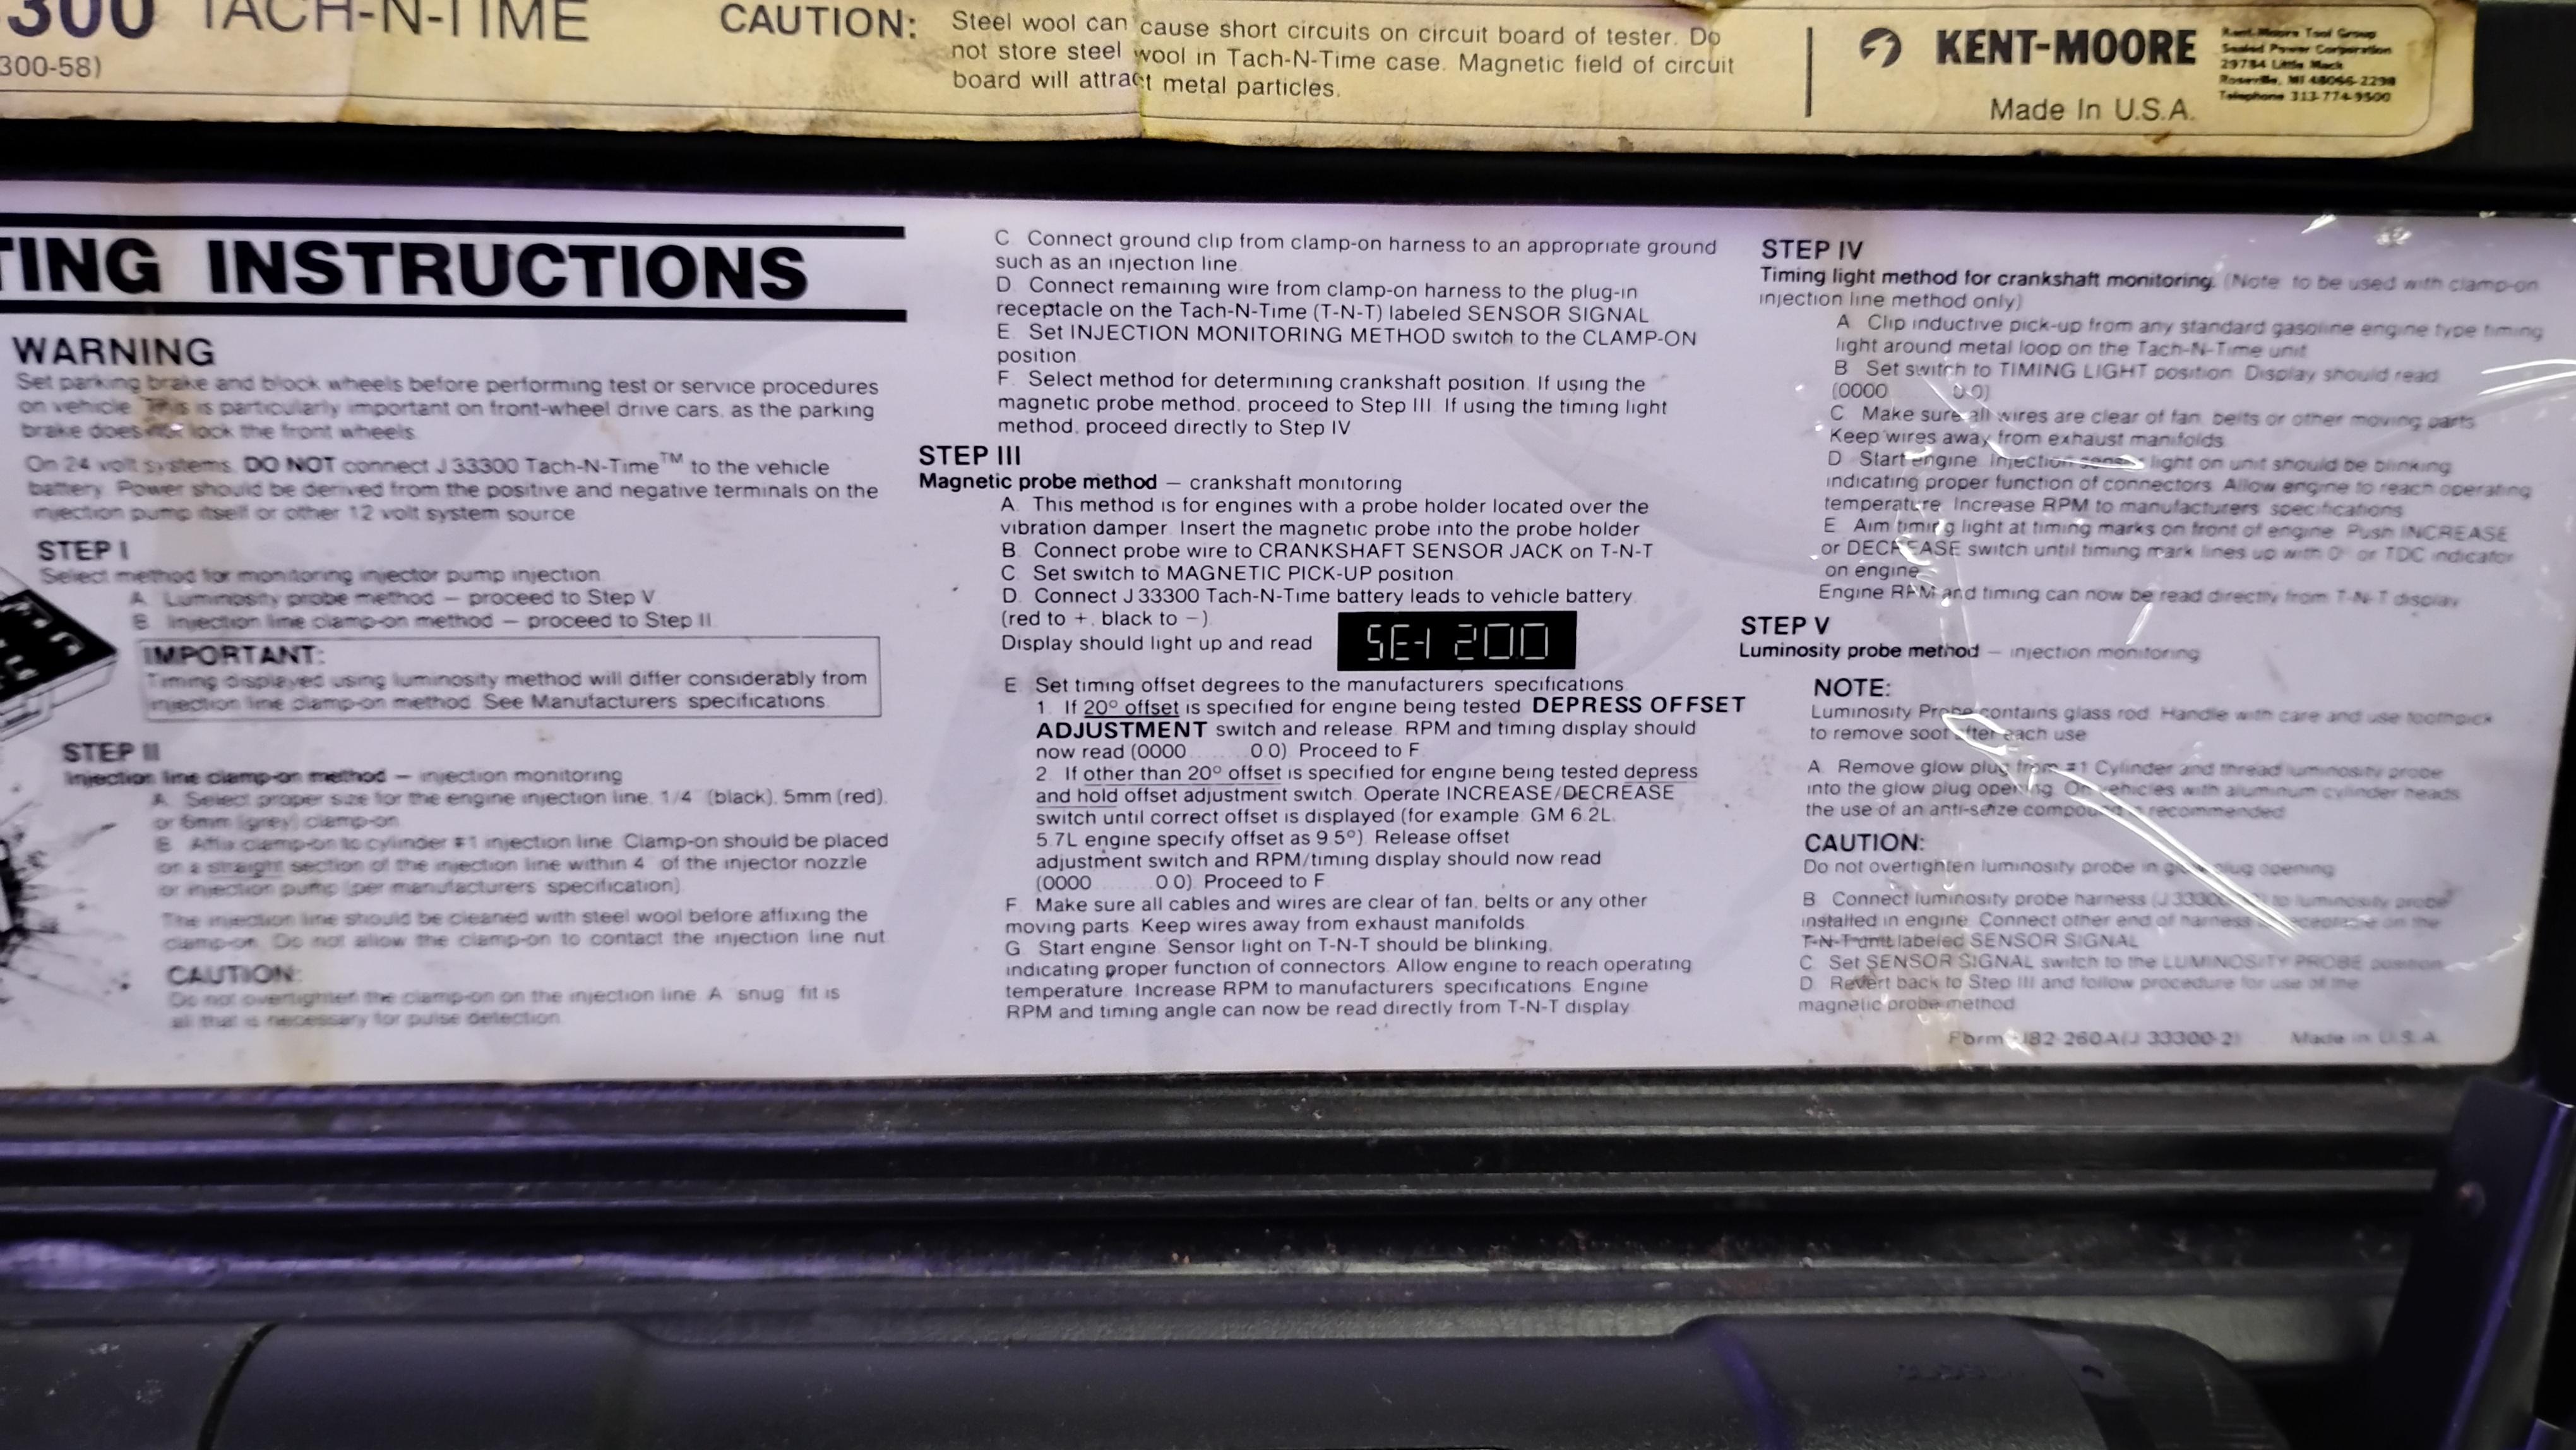 300 TACH-N-TIME
300-58)
CAUTION:
Steel wool can cause short circuits on circuit board of tester. Do
not store steel wool in Tach-N-Time case. Magnetic field of circuit
board will attract metal particles.
KENT-MOORE
Made In U.S.A.
Kent-Moore Tool Group
Sealed Power Corporation
29784 Little Mack
Roseville, MI 48066-2298
Telephone 313-774-9500
TING INSTRUCTIONS
WARNING
Set parking brake and block wheels before performing test or service procedures
on vehicle. This is particularly important on front-wheel drive cars, as the parking
brake does not lock the front wheels.
On 24 volt systems, DO NOT connect J 33300 Tach-N-Time™ to the vehicle
battery. Power should be derived from the positive and negative terminals on the
injection pump itself or other 12 volt system source
STEP I
Select method for monitoring injector pump injection.
A. Luminosity probe method — proceed to Step V.
B. Injection line clamp-on method — proceed to Step II.
IMPORTANT:
Timing displayed using luminosity method will differ considerably from
injection line clamp-on method. See Manufacturers specifications.
STEP II
Injection line clamp-on method — injection monitoring
A. Select proper size for the engine injection line, 1/4 (black), 5mm (red),
or 6mm (grey) clamp-on.
B. Affix clamp-on to cylinder #1 injection line. Clamp-on should be placed
on a straight section of the injection line within 4 of the injector nozzle
or injection pump (per manufacturers specification).
The injection line should be cleaned with steel wool before affixing the
clamp-on. Do not allow the clamp-on to contact the injection line nut.
CAUTION:
Do not overtighten the clamp-on on the injection line. A snug fit is
all that is necessary for pulse detection.
C. Connect ground clip from clamp-on harness to an appropriate ground
such as an injection line.
D. Connect remaining wire from clamp-on harness to the plug-in
receptacle on the Tach-N-Time (T-N-T) labeled SENSOR SIGNAL
E. Set INJECTION MONITORING METHOD switch to the CLAMP-ON
position.
F. Select method for determining crankshaft position. If using the
magnetic probe method, proceed to Step III. If using the timing light
method, proceed directly to Step IV
STEP III
Magnetic probe method — crankshaft monitoring
A. This method is for engines with a probe holder located over the
vibration damper. Insert the magnetic probe into the probe holder
B. Connect probe wire to CRANKSHAFT SENSOR JACK on T-N-T
C. Set switch to MAGNETIC PICK-UP position
D. Connect J 33300 Tach-N-Time battery leads to vehicle battery
(red to +, black to −)
Display should light up and read SE-1 200
E. Set timing offset degrees to the manufacturers specifications.
1. If 20° offset is specified for engine being tested DEPRESS OFFSET
ADJUSTMENT switch and release. RPM and timing display should
now read (0000 ....... 0.0). Proceed to F.
2. If other than 20° offset is specified for engine being tested depress
and hold offset adjustment switch. Operate INCREASE/DECREASE
switch until correct offset is displayed (for example: GM 6.2L,
5.7L engine specify offset as 9.5°). Release offset
adjustment switch and RPM/timing display should now read
(0000 ....... 0.0). Proceed to F.
F. Make sure all cables and wires are clear of fan, belts or any other
moving parts. Keep wires away from exhaust manifolds.
G. Start engine. Sensor light on T-N-T should be blinking,
indicating proper function of connectors. Allow engine to reach operating
temperature. Increase RPM to manufacturers specifications. Engine
RPM and timing angle can now be read directly from T-N-T display.
STEP IV
Timing light method for crankshaft monitoring. (Note: to be used with clamp-on
injection line method only)
A. Clip inductive pick-up from any standard gasoline engine type timing
light around metal loop on the Tach-N-Time unit
B. Set switch to TIMING LIGHT position. Display should read
(0000 0.0)
C. Make sure all wires are clear of fan, belts or other moving parts
Keep wires away from exhaust manifolds
D. Start engine. Injection sensor light on unit should be blinking
indicating proper function of connectors. Allow engine to reach operating
temperature. Increase RPM to manufacturers specifications
E. Aim timing light at timing marks on front of engine. Push INCREASE
or DECREASE switch until timing mark lines up with 0° or TDC indicator
on engine
Engine RPM and timing can now be read directly from T-N-T display
STEP V
Luminosity probe method — injection monitoring
NOTE:
Luminosity Probe contains glass rod. Handle with care and use toothpick
to remove soot after each use
A. Remove glow plug from #1 Cylinder and thread luminosity probe
into the glow plug opening. On vehicles with aluminum cylinder heads
the use of an anti-seize compound is recommended
CAUTION:
Do not overtighten luminosity probe in glow plug opening
B. Connect luminosity probe harness (J 33300 to luminosity probe
installed in engine. Connect other end of harness to receptacle on the
T-N-T unit labeled SENSOR SIGNAL
C. Set SENSOR SIGNAL switch to the LUMINOSITY PROBE position
D. Revert back to Step III and follow procedure for use of the
magnetic probe method
Form J82-260A(J 33300-2) Made in U.S.A.